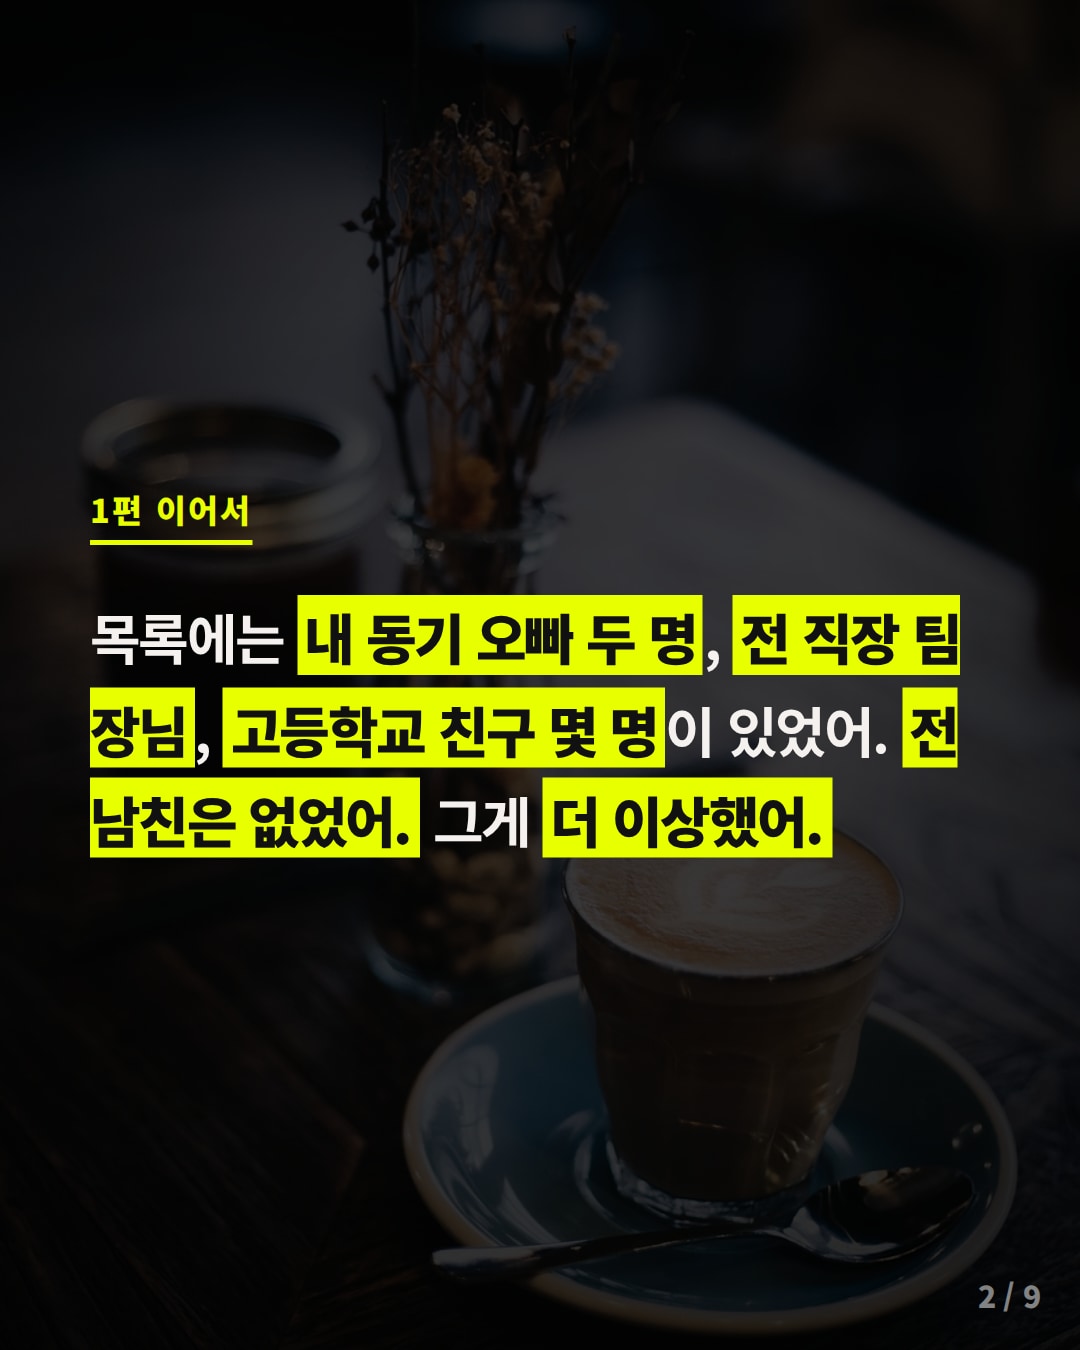 1편 이어서
목록에는 내 동기 오빠 두 명, 전 직장 팀
장님, 고등학교 친구 몇 명이 있었어. 전
남친은 없었어. 그게 더 이상했어.
2 / 9